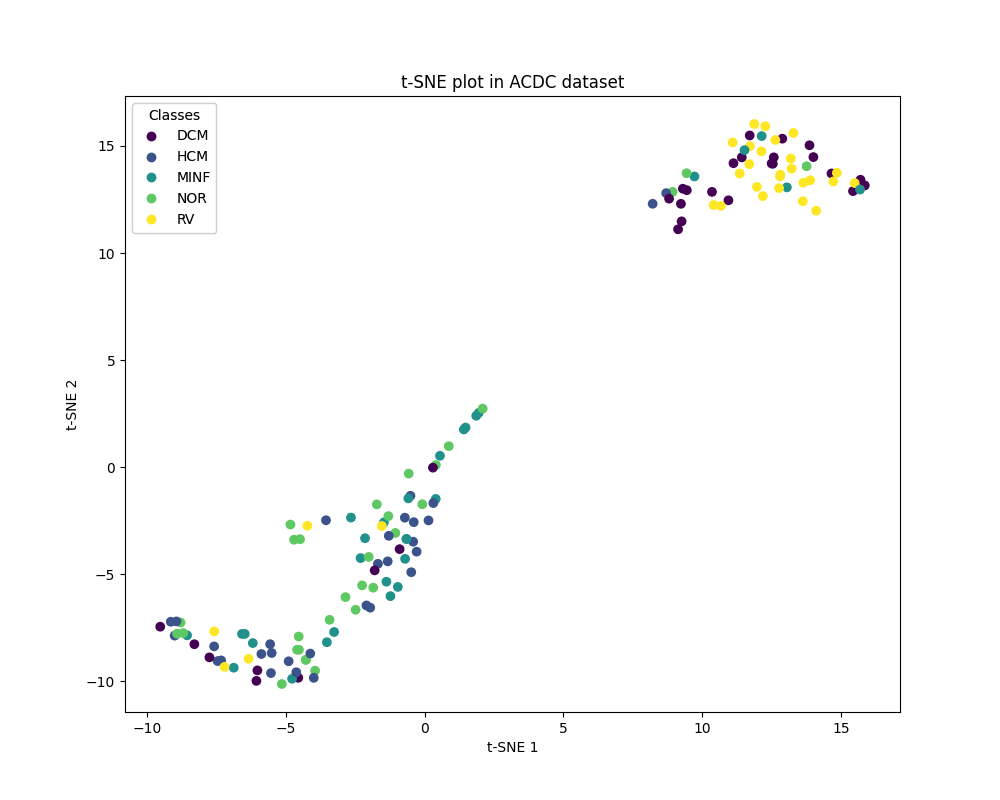 t-SNE plot in ACDC dataset
Classes
DCM
HCM
MINF
NOR
RV
15
10
5
0
−5
−10
t-SNE 2
−10 −5 0 5 10 15
t-SNE 1